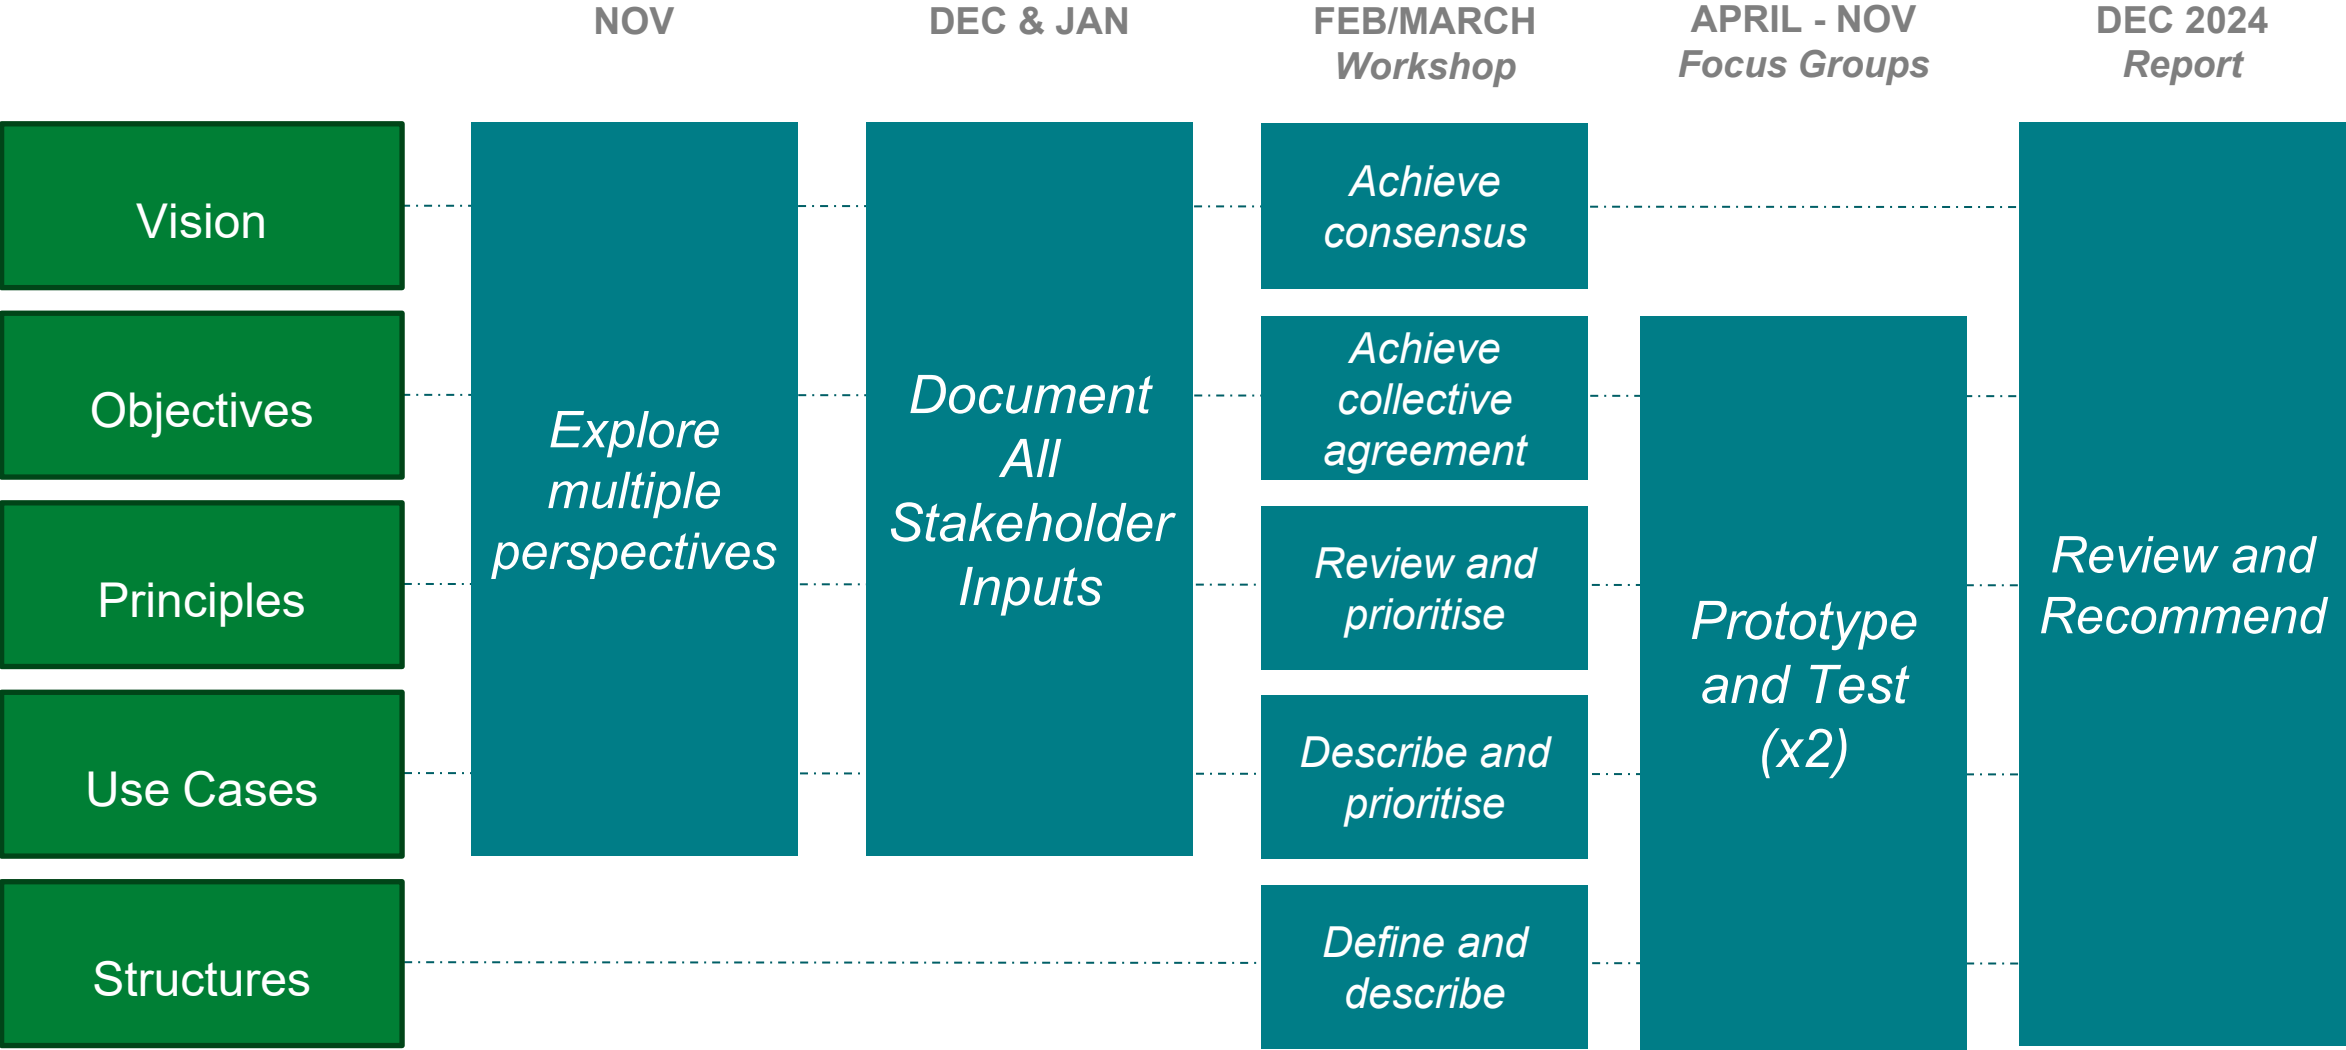 NOV
DEC & JAN
FEB/MARCH
Workshop
APRIL - NOV
Focus Groups
DEC 2024
Report
Vision
Objectives
Principles
Use Cases
Structures
Explore
multiple
perspectives
Document
All
Stakeholder
Inputs
Achieve
consensus
Achieve
collective
agreement
Review and
prioritise
Describe and
prioritise
Define and
describe
Prototype
and Test
(x2)
Review and
Recommend